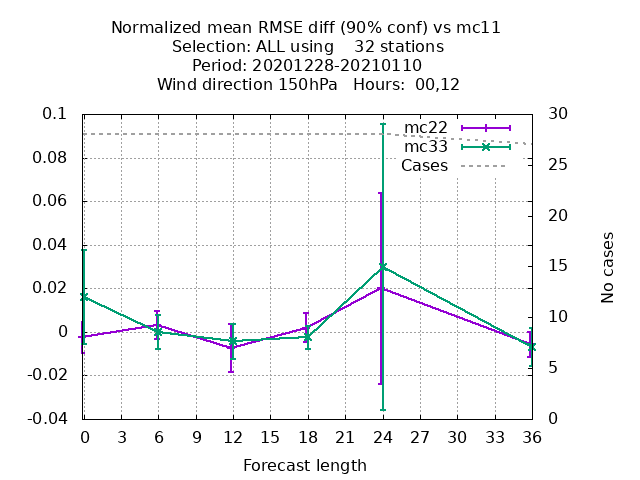 Normalized mean RMSE diff (90% conf) vs mc11
Selection: ALL using    32 stations
Period: 20201228-20210110
Wind direction 150hPa   Hours:  00,12
0.1
0.08
0.06
0.04
0.02
0
-0.02
-0.04
mc22
mc33
Cases
30
25
20
15
10
5
0
No cases
0 3 6 9 12 15 18 21 24 27 30 33 36
Forecast length